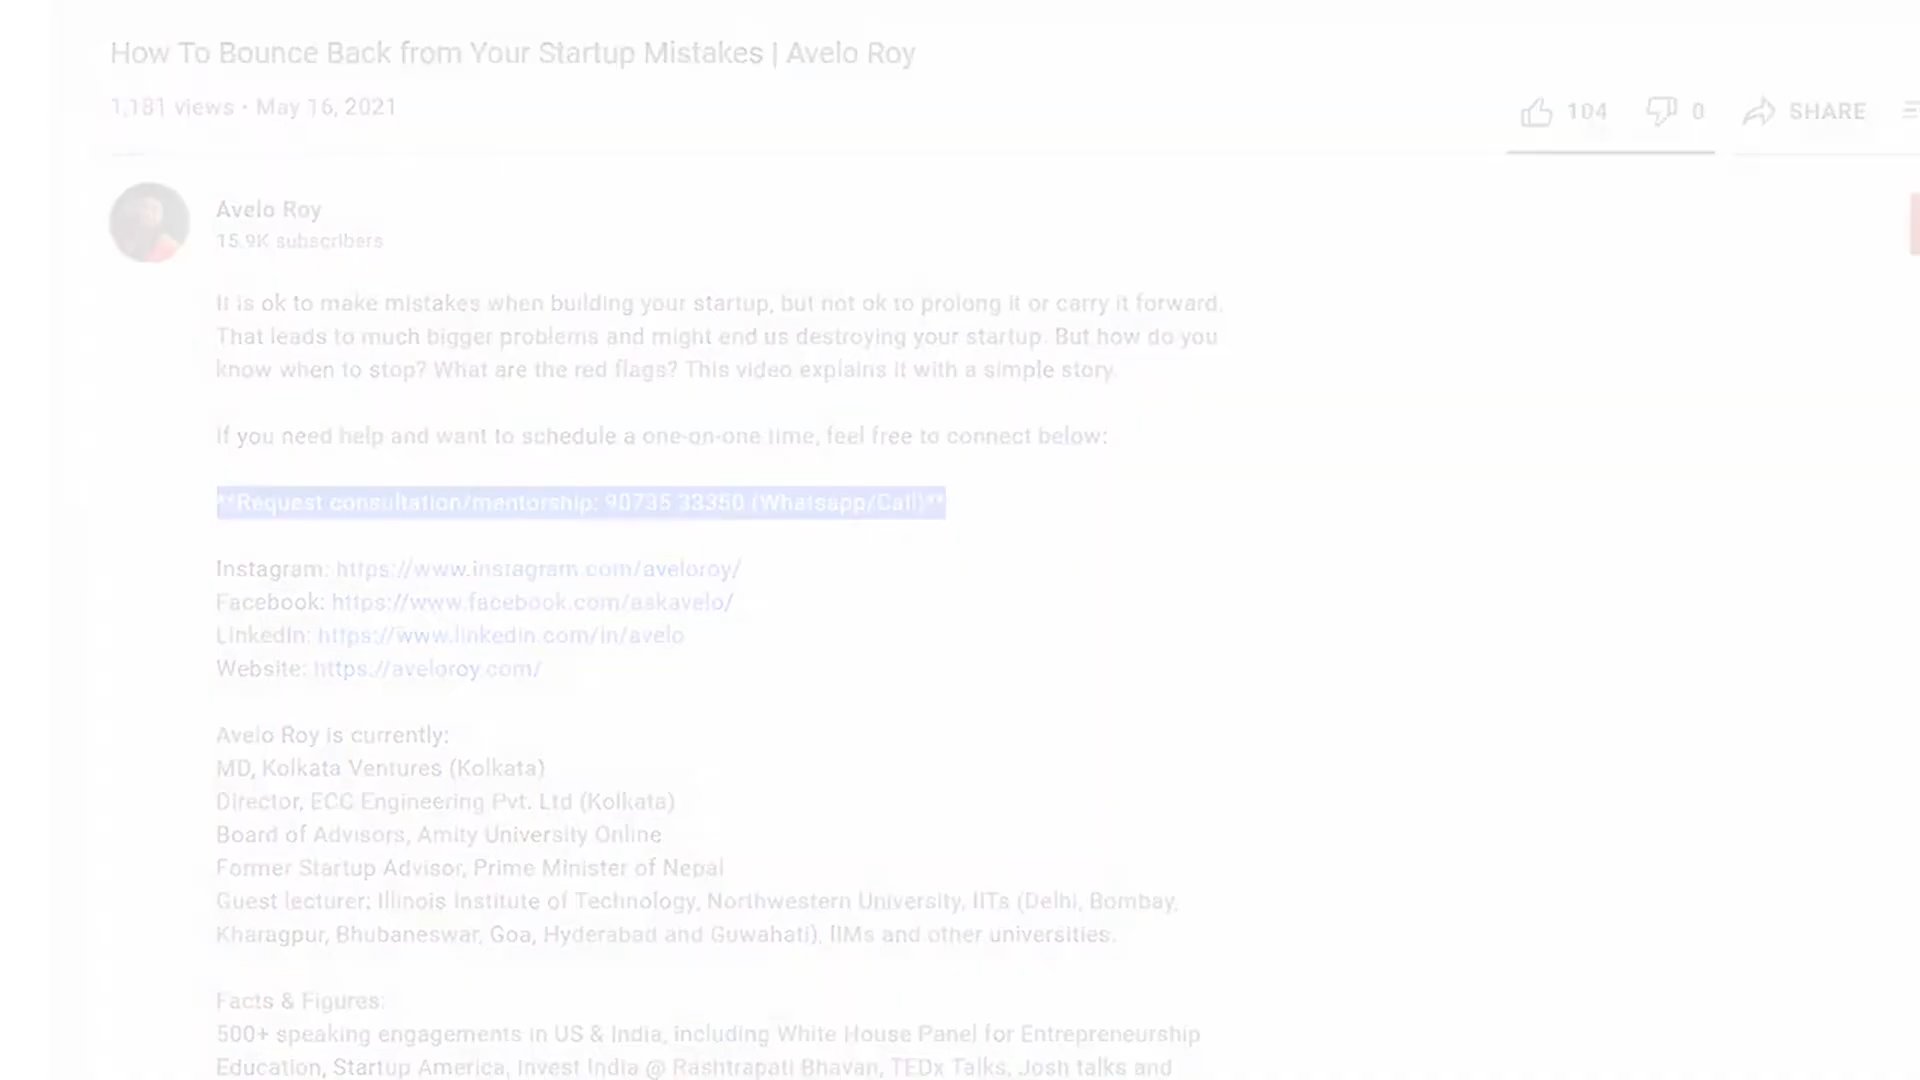 How To Bounce Back from Your Startup Mistakes | Avelo Roy
1,181 views • May 16, 2021
104
0
SHARE
Avelo Roy
15.9K subscribers
It is ok to make mistakes when building your startup, but not ok to prolong it or carry it forward.
That leads to much bigger problems and might end us destroying your startup. But how do you
know when to stop? What are the red flags? This video explains it with a simple story.
If you need help and want to schedule a one-on-one time, feel free to connect below:
**Request consultation/mentorship: 90735 33350 (Whatsapp/Call)**
Instagram: https://www.instagram.com/aveloroy/
Facebook: https://www.facebook.com/askavelo/
LinkedIn: https://www.linkedin.com/in/avelo
Website: https://aveloroy.com/
Avelo Roy is currently:
MD, Kolkata Ventures (Kolkata)
Director, ECC Engineering Pvt. Ltd (Kolkata)
Board of Advisors, Amity University Online
Former Startup Advisor, Prime Minister of Nepal
Guest lecturer: Illinois Institute of Technology, Northwestern University, IITs (Delhi, Bombay,
Kharagpur, Bhubaneswar, Goa, Hyderabad and Guwahati), IIMs and other universities.
Facts & Figures:
500+ speaking engagements in US & India, including White House Panel for Entrepreneurship
Education, Startup America, Invest India @ Rashtrapati Bhavan, TEDx Talks, Josh talks and